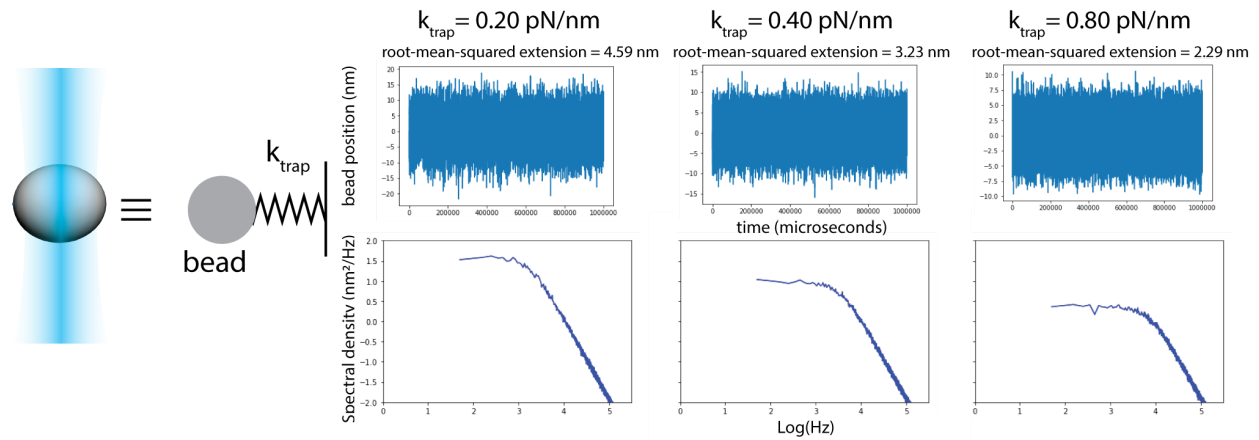 k_trap = 0.20 pN/nm
root-mean-squared extension = 4.59 nm
k_trap = 0.40 pN/nm
root-mean-squared extension = 3.23 nm
k_trap = 0.80 pN/nm
root-mean-squared extension = 2.29 nm
k_trap
bead
bead position (nm)
20
15
10
5
0
−5
−10
−15
−20
0 200000 400000 600000 800000 1000000
15
10
5
0
−5
−10
−15
0 200000 400000 600000 800000 1000000
10.0
7.5
5.0
2.5
0.0
−2.5
−5.0
−7.5
−10.0
0 200000 400000 600000 800000 1000000
time (microseconds)
Spectral density (nm²/Hz)
2.0
1.5
1.0
0.5
0.0
−0.5
−1.0
−1.5
−2.0
0 1 2 3 4 5
0 1 2 3 4 5
0 1 2 3 4 5
Log(Hz)